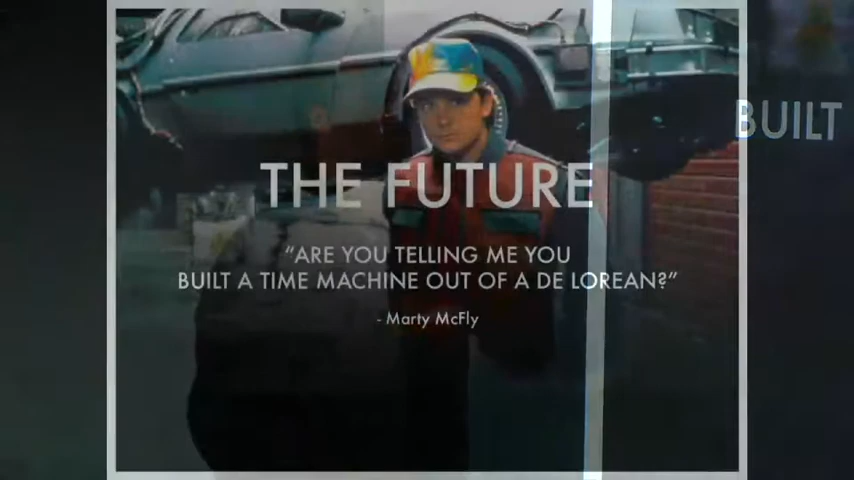 BUILT
THE FUTURE
“ARE YOU TELLING ME YOU
BUILT A TIME MACHINE OUT OF A DE LOREAN?”
- Marty McFly